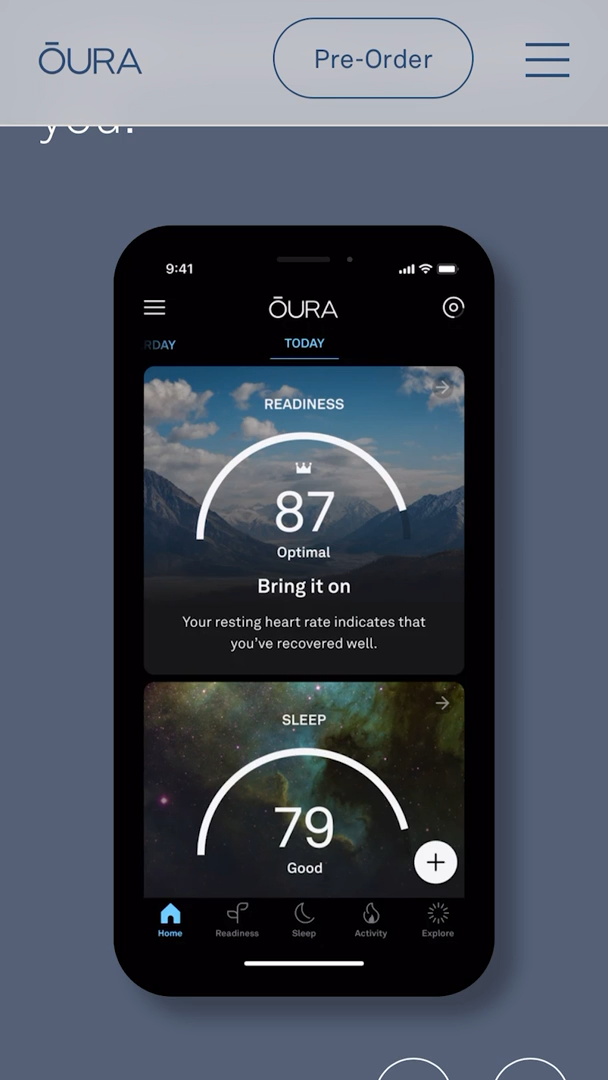 ŌURA
Pre-Order
you.
9:41
ŌURA
RDAY
TODAY
READINESS
87
Optimal
Bring it on
Your resting heart rate indicates that
you've recovered well.
SLEEP
79
Good
Home
Readiness
Sleep
Activity
Explore